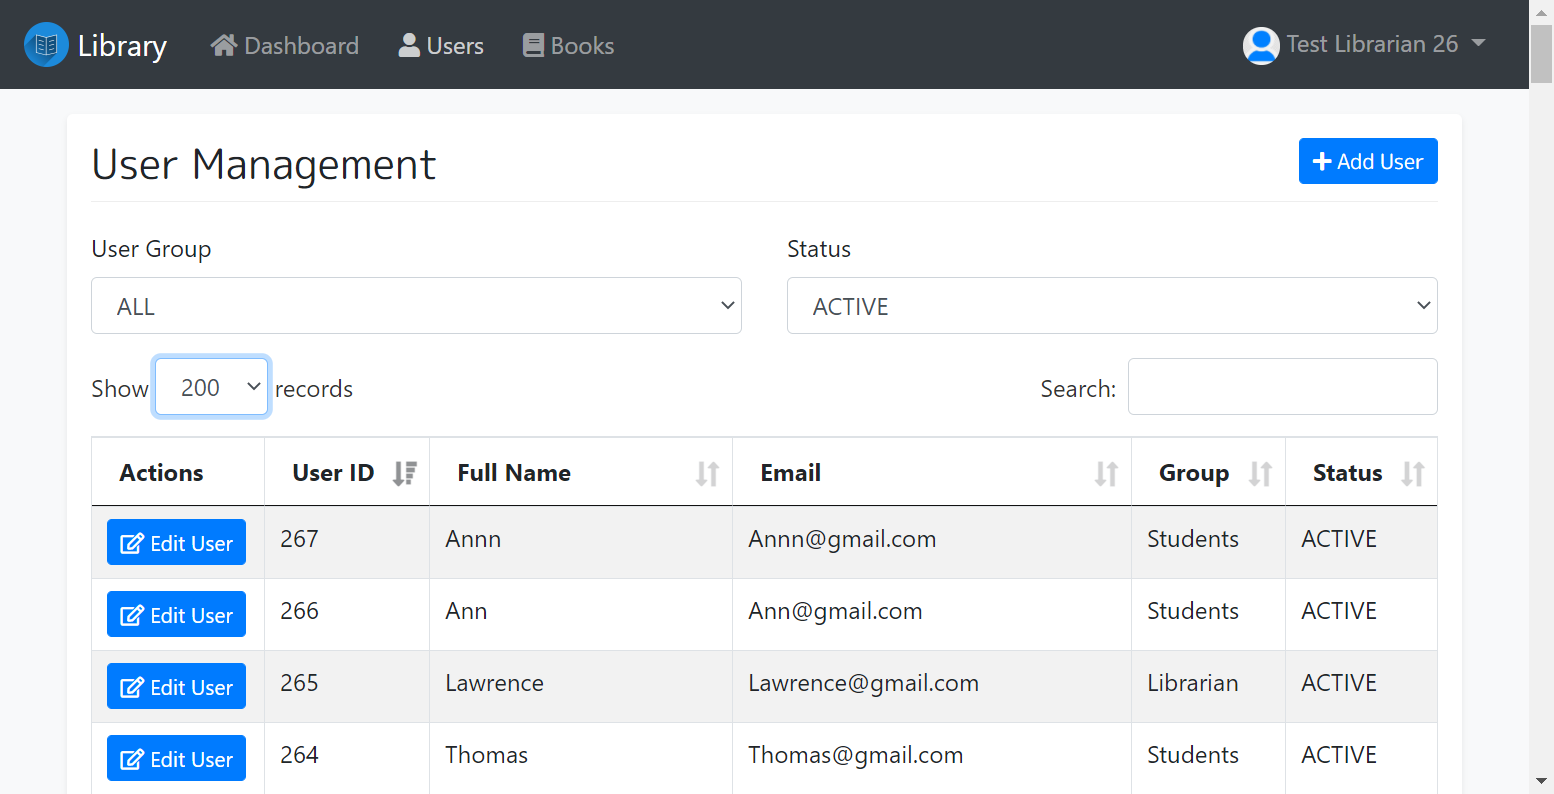 Library Dashboard Users Books Test Librarian 26
User Management Add User
User Group Status
ALL ACTIVE
Show 200 records Search:
Actions User ID Full Name Email Group Status
Edit User 267 Annn Annn@gmail.com Students ACTIVE
Edit User 266 Ann Ann@gmail.com Students ACTIVE
Edit User 265 Lawrence Lawrence@gmail.com Librarian ACTIVE
Edit User 264 Thomas Thomas@gmail.com Students ACTIVE